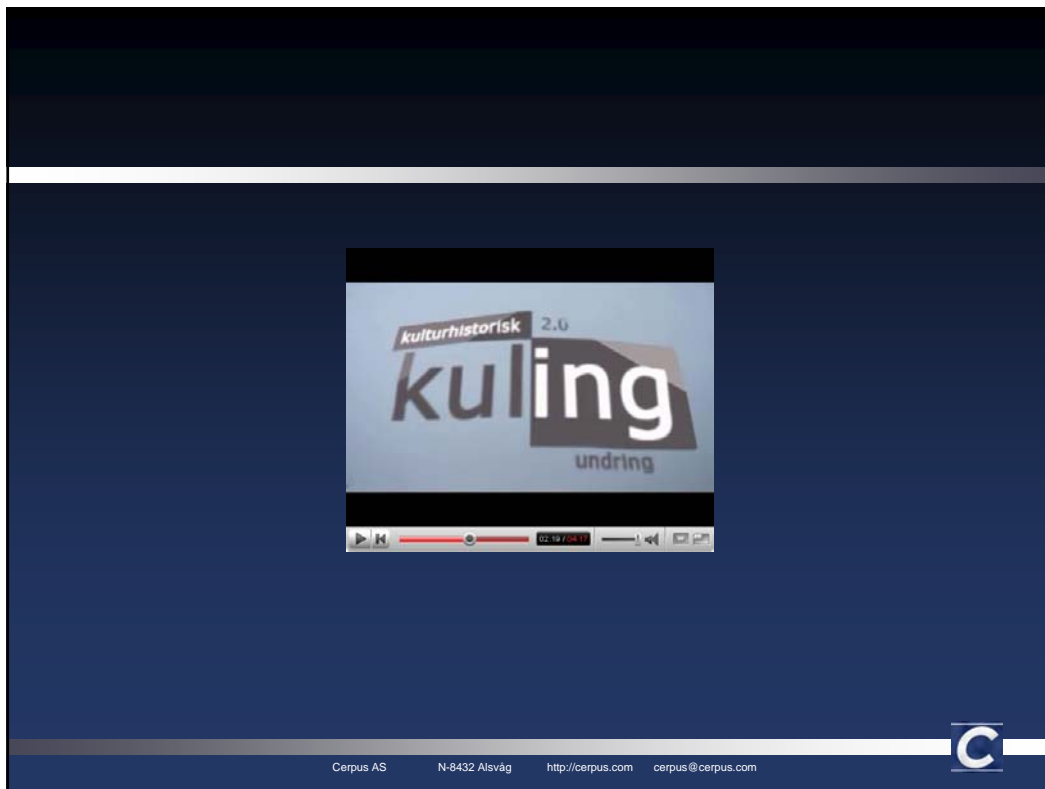 kulturhistorisk 2.0
kuling
undring
02:19 / 04:17
C
Cerpus AS N-8432 Alsvåg http://cerpus.com cerpus@cerpus.com